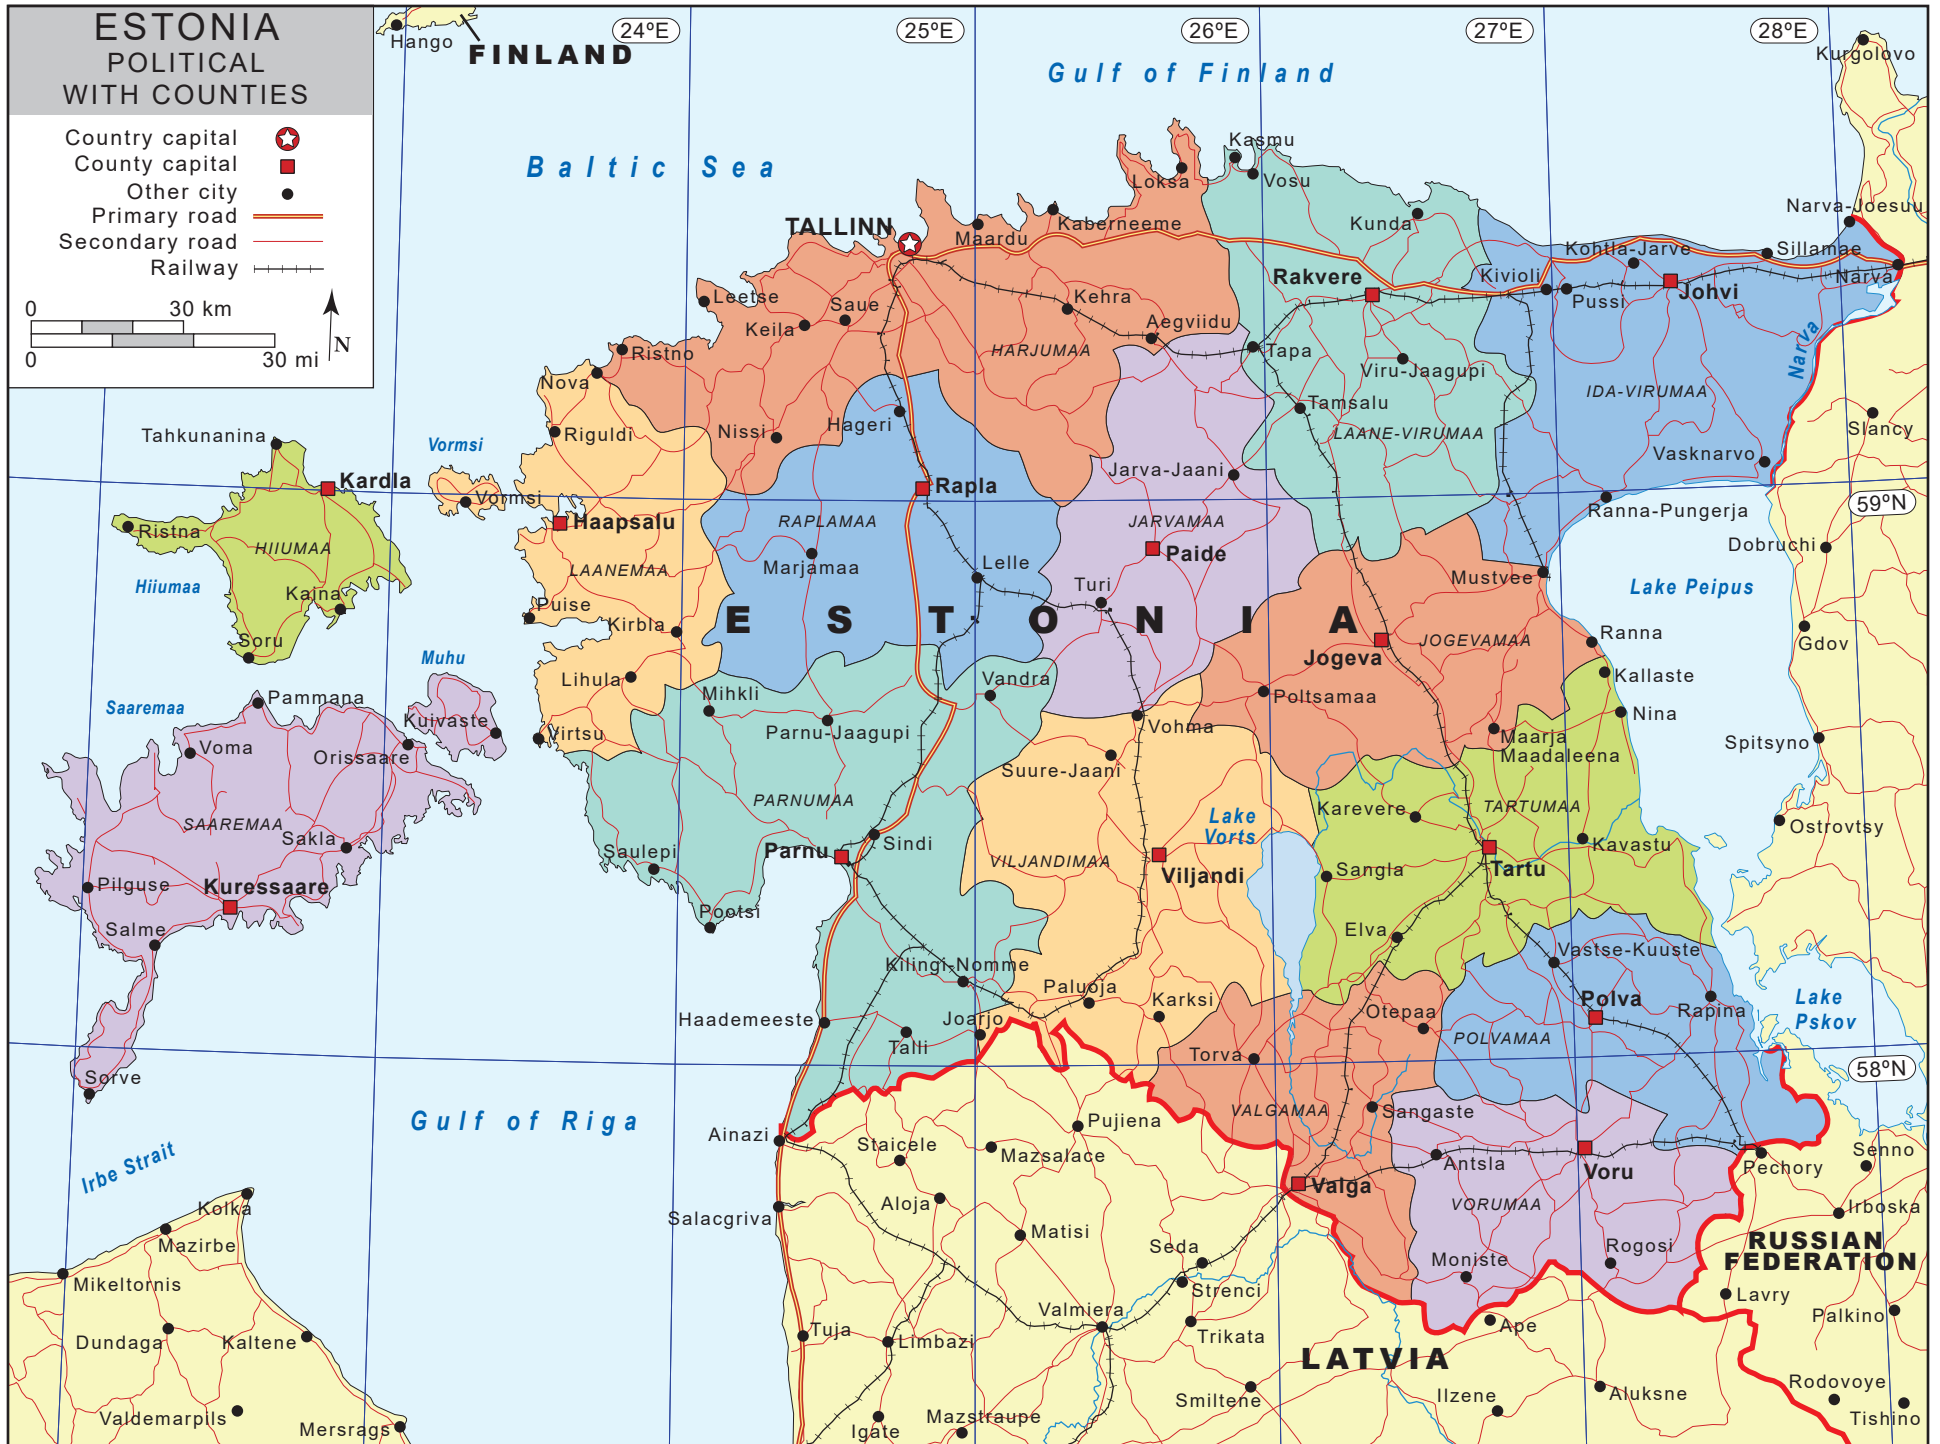 ESTONIA
POLITICAL
WITH COUNTIES
Country capital
County capital
Other city
Primary road
Secondary road
Railway
0 30 km
0 30 mi
N
24ºE
25ºE
26ºE
27ºE
28ºE
59ºN
58ºN
Hango
FINLAND
Gulf of Finland
Baltic Sea
Kurgolovo
Kasmu
Vosu
Loksa
Kaberneeme
Maardu
TALLINN
Kunda
Narva-Joesuu
Kohtla-Jarve
Sillamae
Narva
Rakvere
Kivioli
Pussi
Johvi
Leetse
Saue
Keila
Kehra
Aegviidu
Tapa
HARJUMAA
Ristno
Nova
Viru-Jaagupi
IDA-VIRUMAA
Narva
Tamsalu
LAANE-VIRUMAA
Slancy
Vasknarvo
Riguldi
Nissi
Hageri
Tahkunanina
Vormsi
Kardla
Vormsi
Jarva-Jaani
Rapla
Haapsalu
Ristna
HIIUMAA
RAPLAMAA
JARVAMAA
Ranna-Pungerja
Dobruchi
Paide
Marjamaa
Lelle
LAANEMAA
Hiiumaa
Kajna
Turi
Mustvee
Lake Peipus
Puise
Kirbla
ESTONIA
Soru
Jogeva
JOGEVAMAA
Ranna
Gdov
Muhu
Lihula
Mihkli
Vandra
Poltsamaa
Kallaste
Saaremaa
Pammana
Kuivaste
Voma
Orissaare
Virtsu
Parnu-Jaagupi
Vohma
Nina
Maarja
Maadaleena
Spitsyno
Suure-Jaani
PARNUMAA
SAAREMAA
Sakla
Lake
Vorts
Karevere
TARTUMAA
Ostrovtsy
Saulepi
Parnu
Sindi
VILJANDIMAA
Viljandi
Sangla
Tartu
Kavastu
Pilguse
Kuressaare
Salme
Pootsi
Elva
Vastse-Kuuste
Kilingi-Nomme
Paluoja
Karksi
Otepaa
Polva
Rapina
Lake
Pskov
Haademeeste
Joarjo
Talli
Torva
POLVAMAA
Sorve
VALGAMAA
Sangaste
Gulf of Riga
Ainazi
Staicele
Mazsalace
Pujiena
Antsla
Voru
Pechory
Senno
Irbe Strait
Valga
VORUMAA
Kolka
Salacgriva
Aloja
Matisi
Irboska
Mazirbe
Seda
Moniste
Rogosi
RUSSIAN
FEDERATION
Mikeltornis
Strenci
Lavry
Dundaga
Kaltene
Tuja
Limbazi
Valmiera
Trikata
Ape
Palkino
LATVIA
Smiltene
Ilzene
Aluksne
Rodovoye
Tishino
Valdemarpils
Mersrags
Igate
Mazstraupe